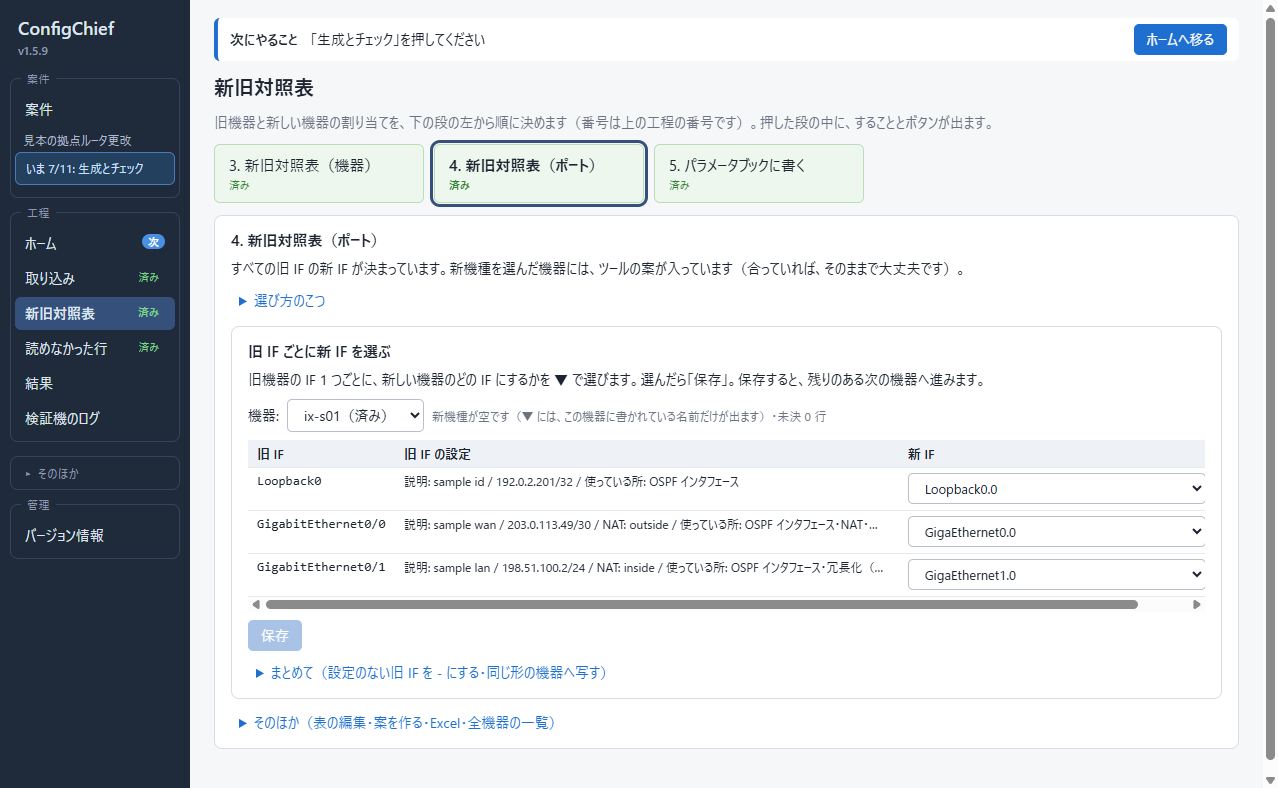 ConfigChief
v1.5.9
案件
案件
見本の拠点ルータ更改
いま 7/11: 生成とチェック
工程
ホーム 次
取り込み 済み
新旧対照表 済み
読めなかった行 済み
結果
検証機のログ
▸ そのほか
管理
バージョン情報
次にやること 「生成とチェック」を押してください
ホームへ移る
新旧対照表
旧機器と新しい機器の割り当てを、下の段の左から順に決めます（番号は上の工程の番号です）。押した段の中に、することとボタンが出ます。
3. 新旧対照表（機器）
済み
4. 新旧対照表（ポート）
済み
5. パラメータブックに書く
済み
4. 新旧対照表（ポート）
すべての旧 IF の新 IF が決まっています。新機種を選んだ機器には、ツールの案が入っています（合っていれば、そのままで大丈夫です）。
▶ 選び方のこつ
旧 IF ごとに新 IF を選ぶ
旧機器の IF 1 つごとに、新しい機器のどの IF にするかを ▼ で選びます。選んだら「保存」。保存すると、残りのある次の機器へ進みます。
機器: ix-s01（済み） 新機種が空です（▼ には、この機器に書かれている名前だけが出ます）・未決 0 行
旧 IF 旧 IF の設定 新 IF
Loopback0 説明: sample id / 192.0.2.201/32 / 使っている所: OSPF インタフェース Loopback0.0
GigabitEthernet0/0 説明: sample wan / 203.0.113.49/30 / NAT: outside / 使っている所: OSPF インタフェース・NAT・... GigaEthernet0.0
GigabitEthernet0/1 説明: sample lan / 198.51.100.2/24 / NAT: inside / 使っている所: OSPF インタフェース・冗長化（... GigaEthernet1.0
保存
▶ まとめて（設定のない旧 IF を - にする・同じ形の機器へ写す）
▶ そのほか（表の編集・案を作る・Excel・全機器の一覧）